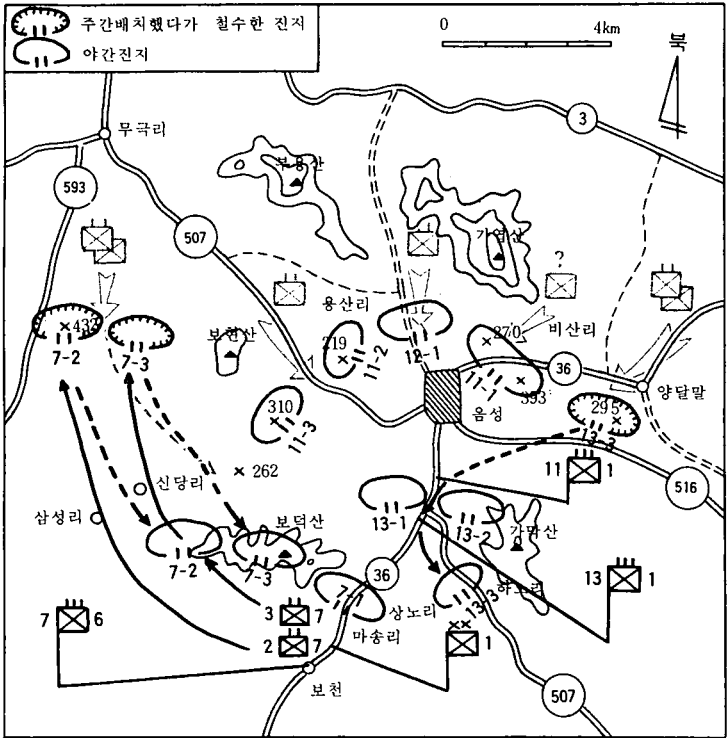 주간배치했다가 철수한 진지
야간진지
0 4km
북
무극리
3
부용산
593
가엽산
507
?
용산리
비산리
432
보현산
219
270
7-2
7-3
11-2
12-1
11-1
36
393
양달말
음성
295
310
11-3
13-3
262
11 1
516
신당리
삼성리
보덕산
13-1
13-2
가막산
7-2
7-3
36
13 1
7-1
상노리
하노리
13-3
7 6
3 7
마송리
2 7
1
보천
507